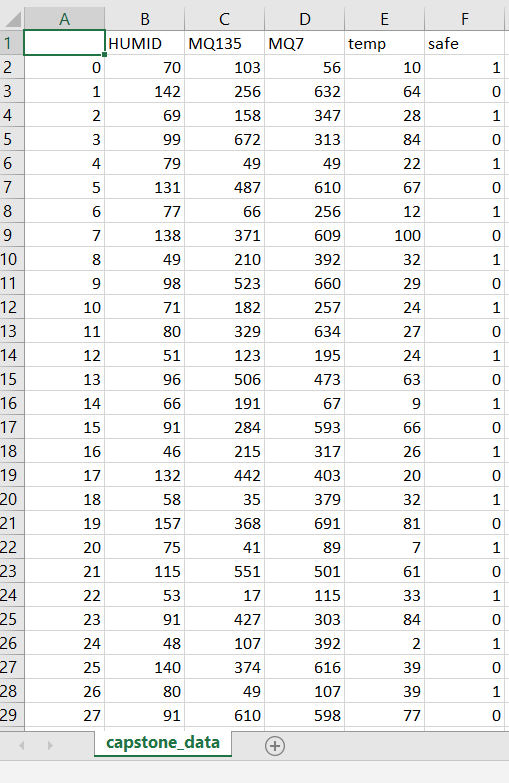 A B C D E F
1 HUMID MQ135 MQ7 temp safe
2 0 70 103 56 10 1
3 1 142 256 632 64 0
4 2 69 158 347 28 1
5 3 99 672 313 84 0
6 4 79 49 49 22 1
7 5 131 487 610 67 0
8 6 77 66 256 12 1
9 7 138 371 609 100 0
10 8 49 210 392 32 1
11 9 98 523 660 29 0
12 10 71 182 257 24 1
13 11 80 329 634 27 0
14 12 51 123 195 24 1
15 13 96 506 473 63 0
16 14 66 191 67 9 1
17 15 91 284 593 66 0
18 16 46 215 317 26 1
19 17 132 442 403 20 0
20 18 58 35 379 32 1
21 19 157 368 691 81 0
22 20 75 41 89 7 1
23 21 115 551 501 61 0
24 22 53 17 115 33 1
25 23 91 427 303 84 0
26 24 48 107 392 2 1
27 25 140 374 616 39 0
28 26 80 49 107 39 1
29 27 91 610 598 77 0
capstone_data